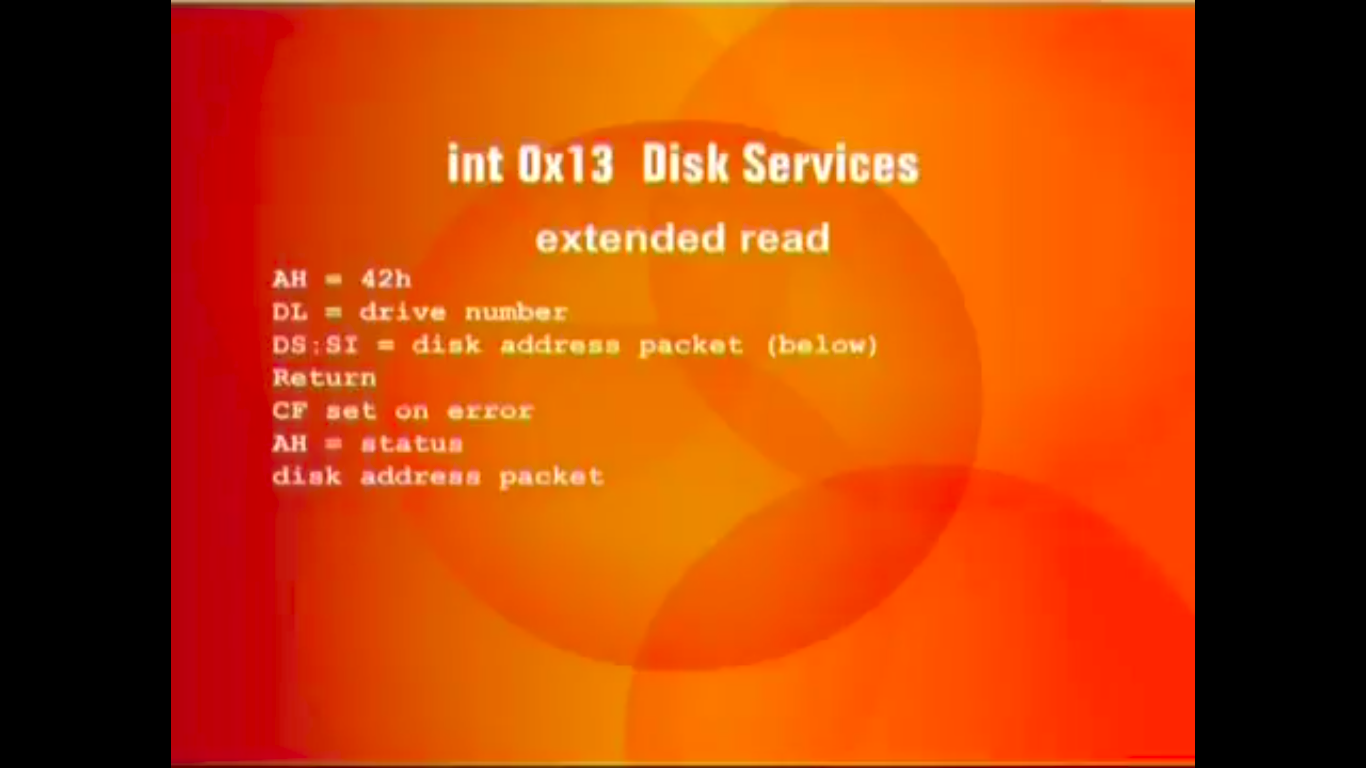 int 0x13 Disk Services
extended read
AH = 42h
DL = drive number
DS:SI = disk address packet (below)
Return
CF set on error
AH = status
disk address packet